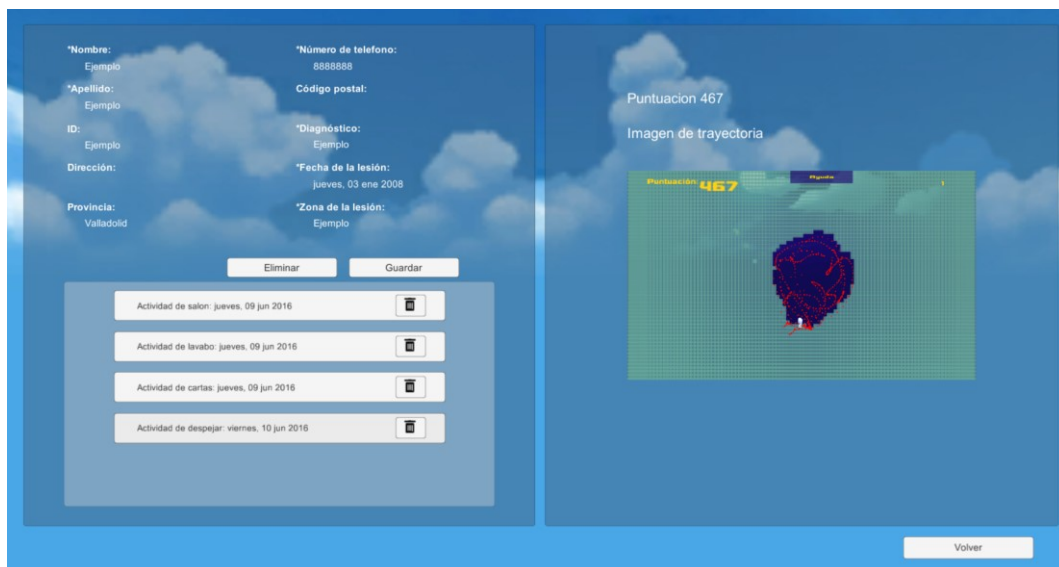 *Nombre:
Ejemplo
*Apellido:
Ejemplo
ID:
Ejemplo
Dirección:
Provincia:
Valladolid
*Número de telefono:
8888888
Código postal:
*Diagnóstico:
Ejemplo
*Fecha de la lesión:
jueves, 03 ene 2008
*Zona de la lesión:
Ejemplo
Eliminar
Guardar
Actividad de salon: jueves, 09 jun 2016
Actividad de lavabo: jueves, 09 jun 2016
Actividad de cartas: jueves, 09 jun 2016
Actividad de despejar: viernes, 10 jun 2016
Puntuacion 467
Imagen de trayectoria
Puntuación: 467
Ayuda
1
Volver